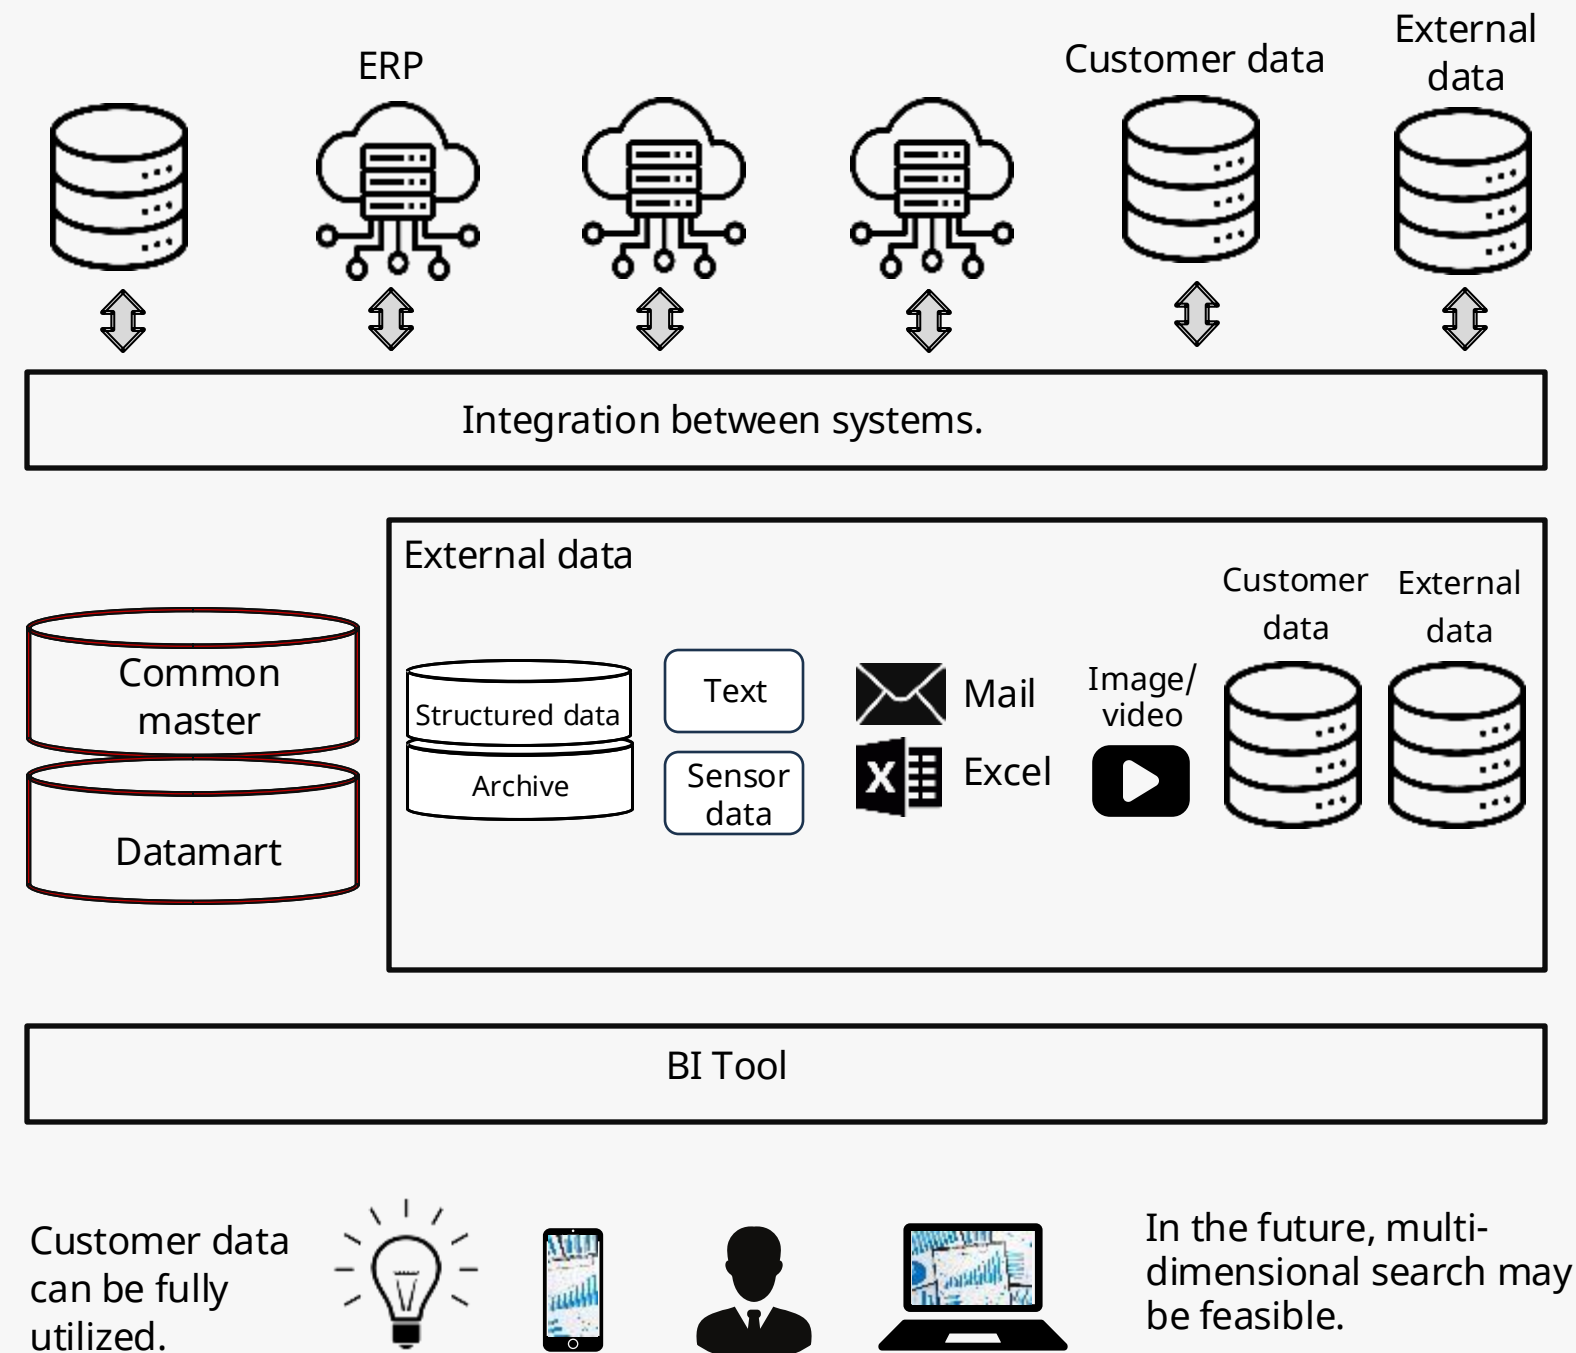 ERP
Customer data
External
data
Integration between systems.
External data
Common
master
Datamart
Structured data
Archive
Text
Sensor
data
Mail
Excel
Image/
video
Customer
data
External
data
BI Tool
Customer data
can be fully
utilized.
In the future, multi-
dimensional search may
be feasible.